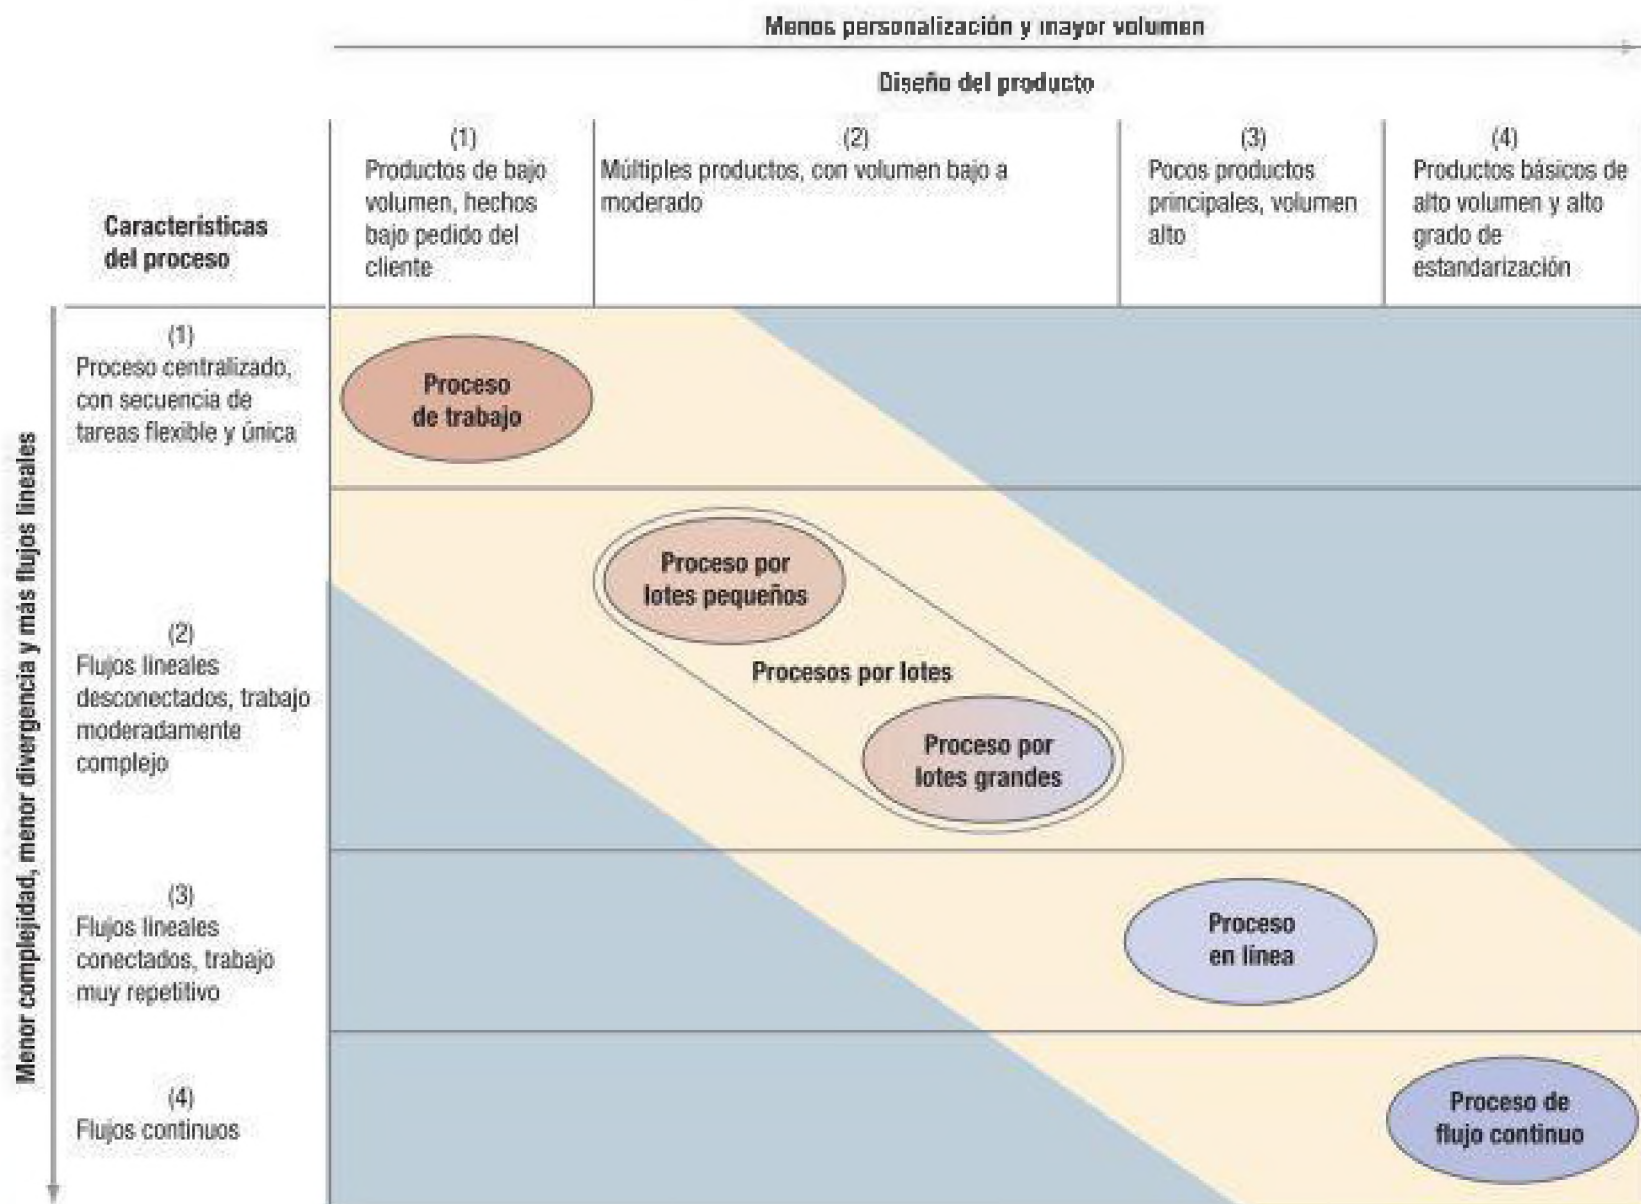 Menos personalización y mayor volumen
Diseño del producto
Características
del proceso
(1)
Productos de bajo
volumen, hechos
bajo pedido del
cliente
(2)
Múltiples productos, con volumen bajo a
moderado
(3)
Pocos productos
principales, volumen
alto
(4)
Productos básicos de
alto volumen y alto
grado de
estandarización
Menor complejidad, menor divergencia y más flujos lineales
(1)
Proceso centralizado,
con secuencia de
tareas flexible y única
Proceso
de trabajo
(2)
Flujos lineales
desconectados, trabajo
moderadamente
complejo
Proceso por
lotes pequeños
Procesos por lotes
Proceso por
lotes grandes
(3)
Flujos lineales
conectados, trabajo
muy repetitivo
Proceso
en línea
(4)
Flujos continuos
Proceso de
flujo continuo